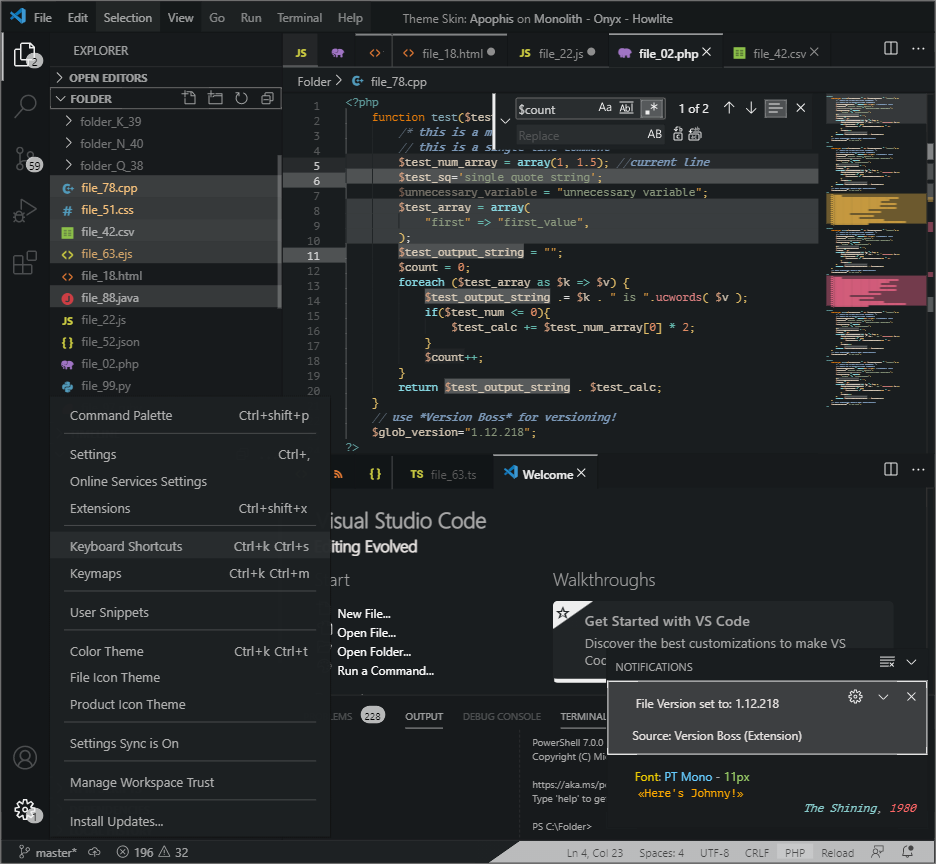 File Edit Selection View Go Run Terminal Help Theme Skin: Apophis on Monolith - Onyx - Howlite
2
EXPLORER
JS file_18.html JS file_22.js file_02.php file_42.csv
OPEN EDITORS
FOLDER
Folder > file_78.cpp
folder_K_39
folder_N_40
folder_Q_38
59
file_78.cpp
file_51.css
file_42.csv
file_63.ejs
file_18.html
file_88.java
JS file_22.js
file_52.json
file_02.php
file_99.py
$count Aa Abl .* 1 of 2
Replace AB
1 <?php
2 function test($test
3 /* this is a m
4 // this is a single line comment
5 $test_num_array = array(1, 1.5); //current line
6 $test_sq='single quote string';
7 $unnecessary_variable = "unnecessary variable";
8 $test_array = array(
9 "first" => "first_value",
10 );
11 $test_output_string = "";
12 $count = 0;
13 foreach ($test_array as $k => $v) {
14 $test_output_string .= $k . " is ".ucwords( $v );
15 if($test_num <= 0){
16 $test_calc += $test_num_array[0] * 2;
17 }
18 $count++;
19 }
20 return $test_output_string . $test_calc;
}
// use *Version Boss* for versioning!
$glob_version="1.12.218";
?>
Command Palette Ctrl+shift+p
Settings Ctrl+,
Online Services Settings
Extensions Ctrl+shift+x
Keyboard Shortcuts Ctrl+k Ctrl+s
Keymaps Ctrl+k Ctrl+m
User Snippets
Color Theme Ctrl+k Ctrl+t
File Icon Theme
Product Icon Theme
Settings Sync is On
Manage Workspace Trust
Install Updates...
{} TS file_63.ts Welcome
isual Studio Code
iting Evolved
art
New File...
Open File...
Open Folder...
Run a Command...
Walkthroughs
Get Started with VS Code
Discover the best customizations to make VS
Coc
NOTIFICATIONS
File Version set to: 1.12.218
Source: Version Boss (Extension)
Font: PT Mono - 11px
«Here's Johnny!»
The Shining, 1980
LEMS 228 OUTPUT DEBUG CONSOLE TERMINAL
PowerShell 7.0.0
Copyright (C) Mi
https://aka.ms/po
Type 'help' to get
PS C:\Folder>
1
master* 196 32 Ln 4, Col 23 Spaces: 4 UTF-8 CRLF PHP Reload